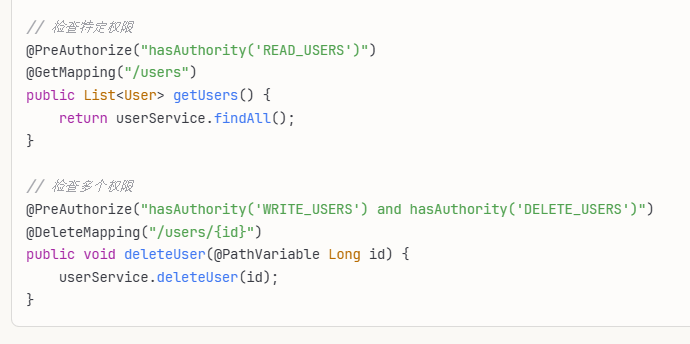 // 检查特定权限
@PreAuthorize("hasAuthority('READ_USERS')")
@GetMapping("/users")
public List<User> getUsers() {
    return userService.findAll();
}

// 检查多个权限
@PreAuthorize("hasAuthority('WRITE_USERS') and hasAuthority('DELETE_USERS')")
@DeleteMapping("/users/{id}")
public void deleteUser(@PathVariable Long id) {
    userService.deleteUser(id);
}